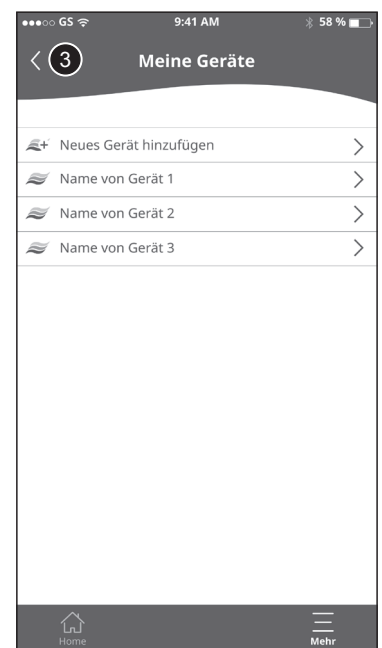 GS 9:41 AM 58 %
3 Meine Geräte
Neues Gerät hinzufügen
Name von Gerät 1
Name von Gerät 2
Name von Gerät 3
Home Mehr